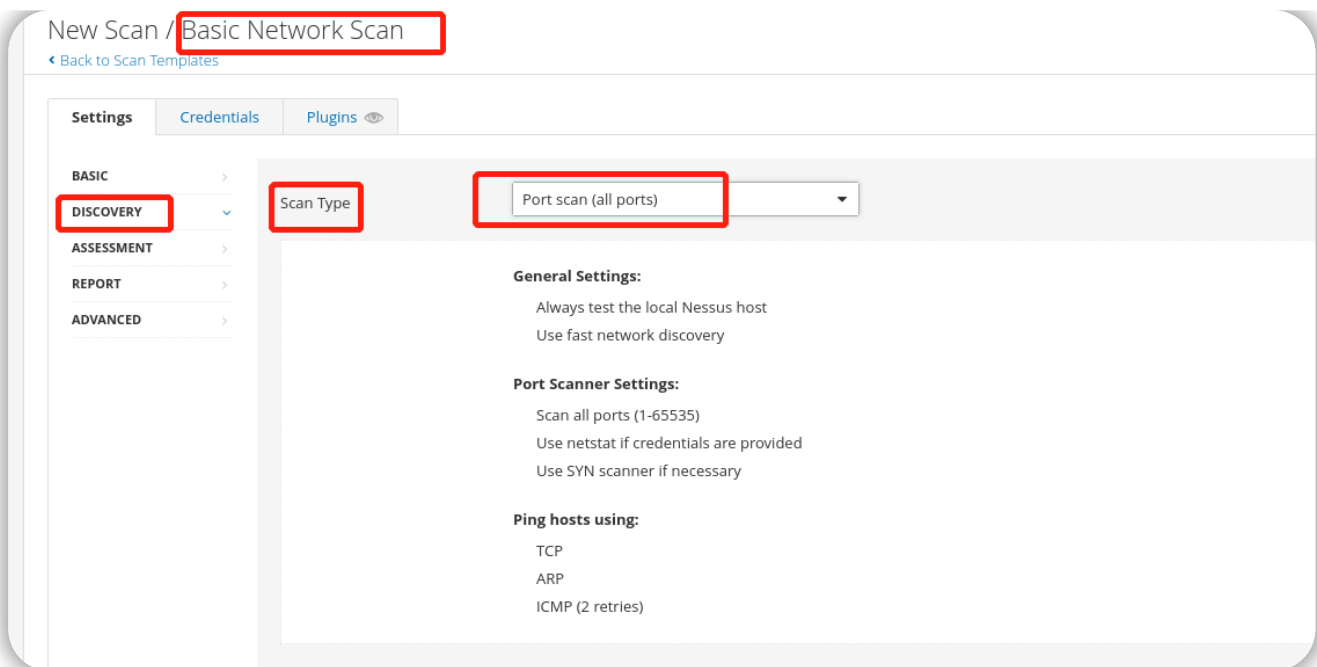 New Scan / Basic Network Scan
Back to Scan Templates
Settings Credentials Plugins
BASIC
DISCOVERY
ASSESSMENT
REPORT
ADVANCED
Scan Type Port scan (all ports)
General Settings:
Always test the local Nessus host
Use fast network discovery
Port Scanner Settings:
Scan all ports (1-65535)
Use netstat if credentials are provided
Use SYN scanner if necessary
Ping hosts using:
TCP
ARP
ICMP (2 retries)